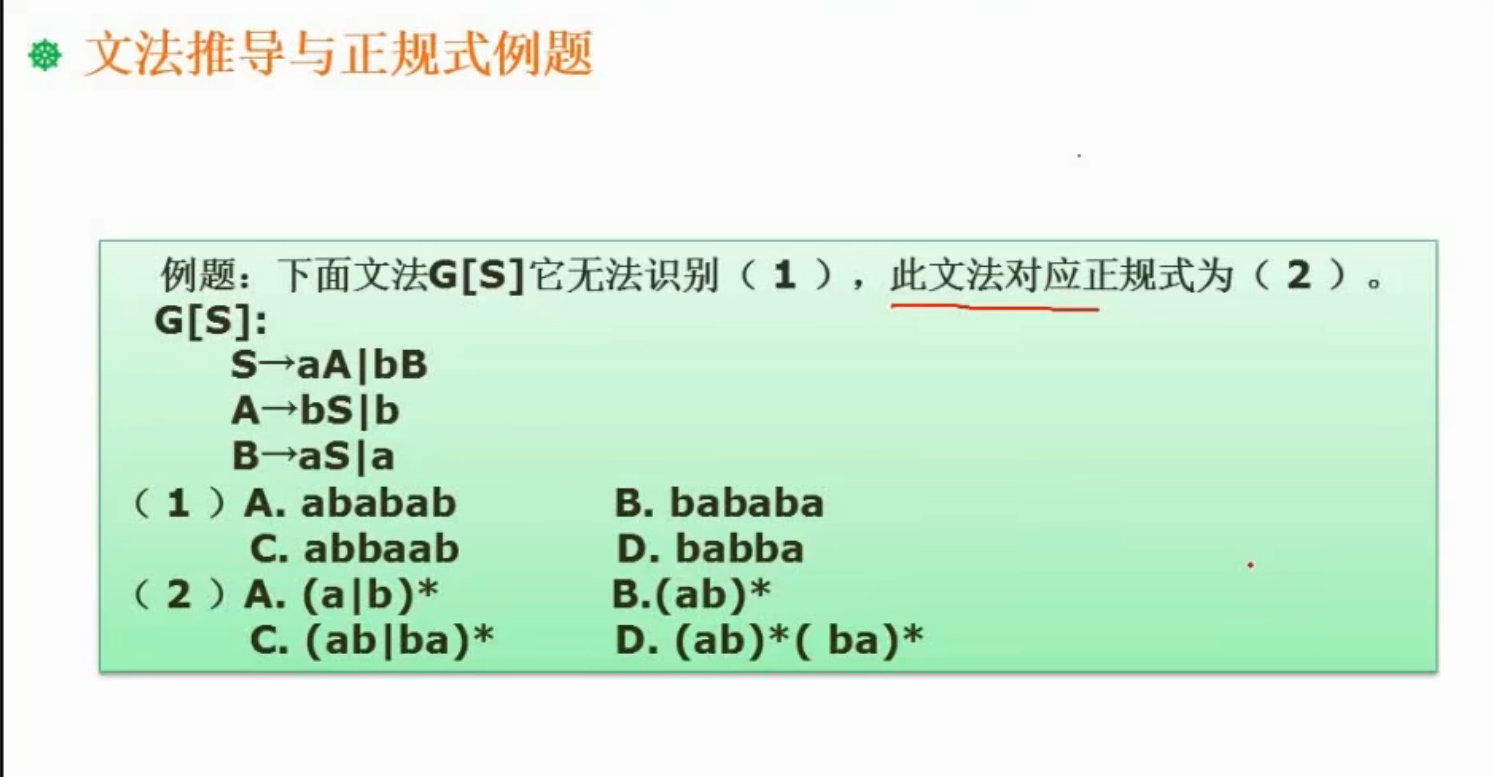 文法推导与正规式例题
例题：下面文法G[S]它无法识别（1），此文法对应正规式为（2）。
G[S]:
S→aA|bB
A→bS|b
B→aS|a
（1）A. ababab B. bababa
C. abbaab D. babba
（2）A. (a|b)* B.(ab)*
C. (ab|ba)* D. (ab)*( ba)*